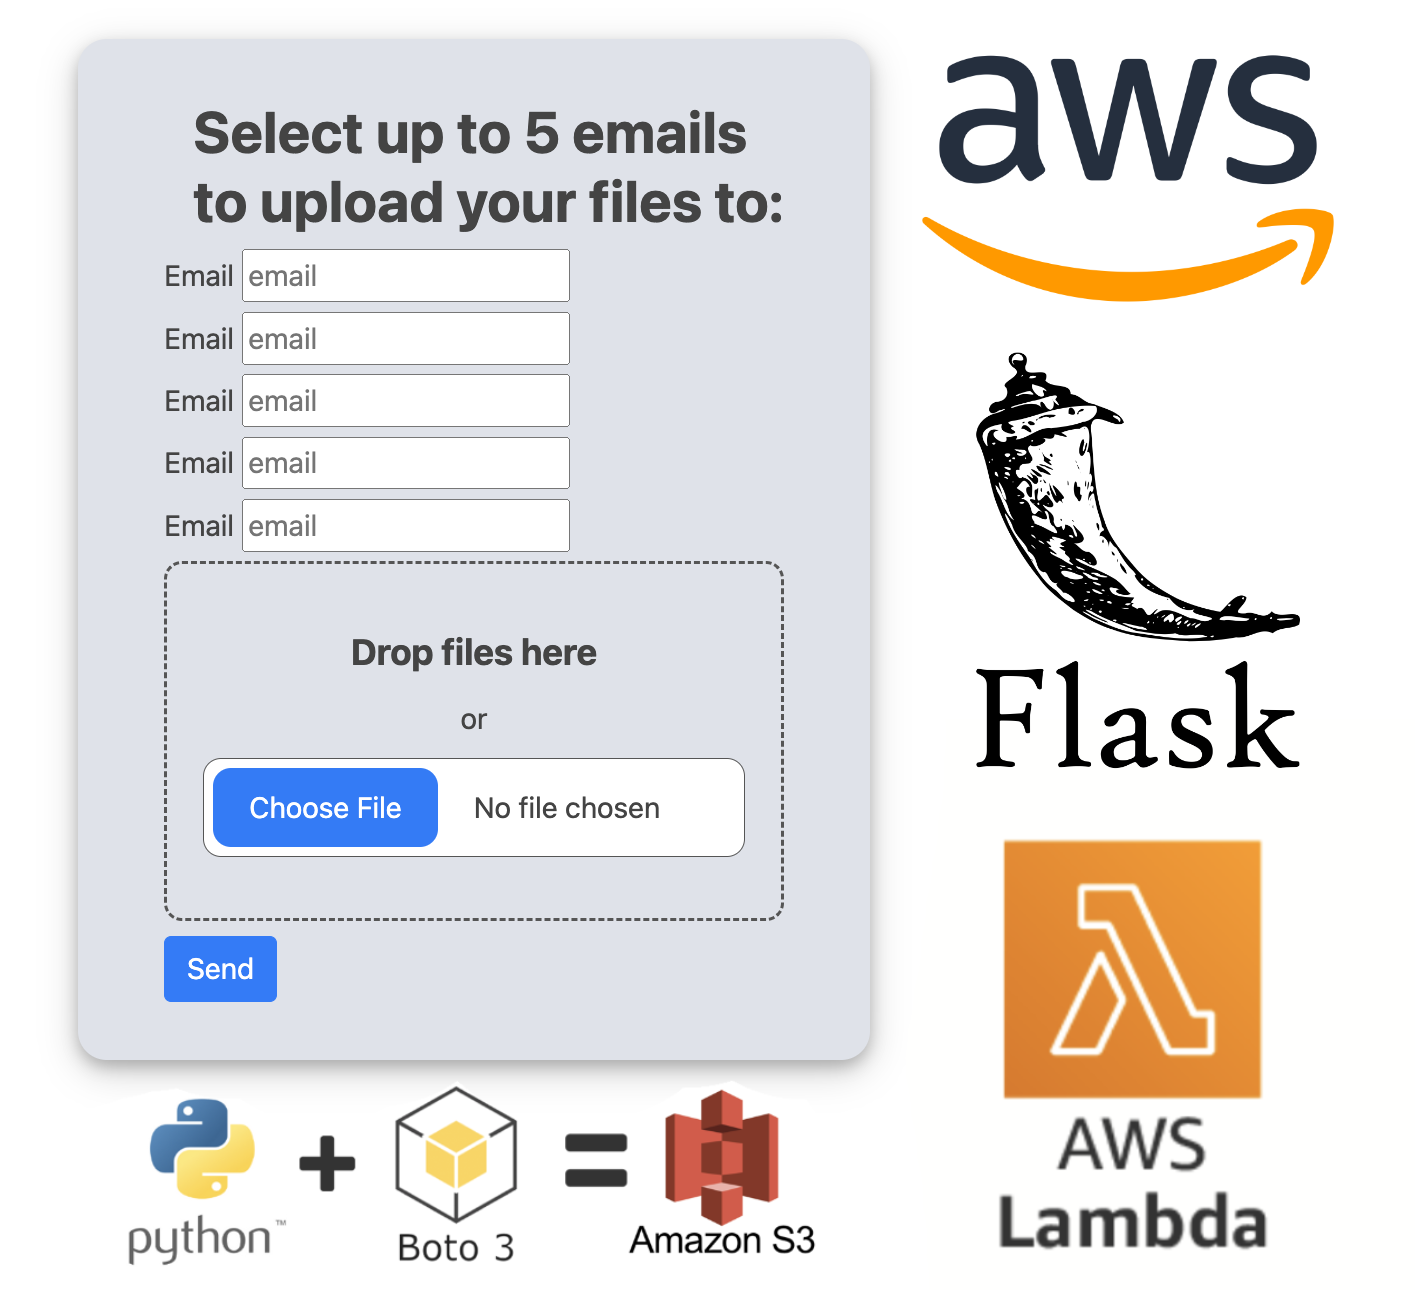 Select up to 5 emails
to upload your files to:
Email email
Email email
Email email
Email email
Email email
Drop files here
or
Choose File No file chosen
Send
python™
Boto 3
Amazon S3
aws
Flask
AWS
Lambda